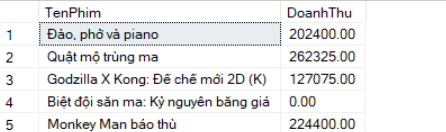 TenPhim DoanhThu
1 Đào, phở và piano 202400.00
2 Quật mộ trùng ma 262325.00
3 Godzilla X Kong: Đế chế mới 2D (K) 127075.00
4 Biệt đội săn ma: Kỷ nguyên băng giá 0.00
5 Monkey Man báo thù 224400.00